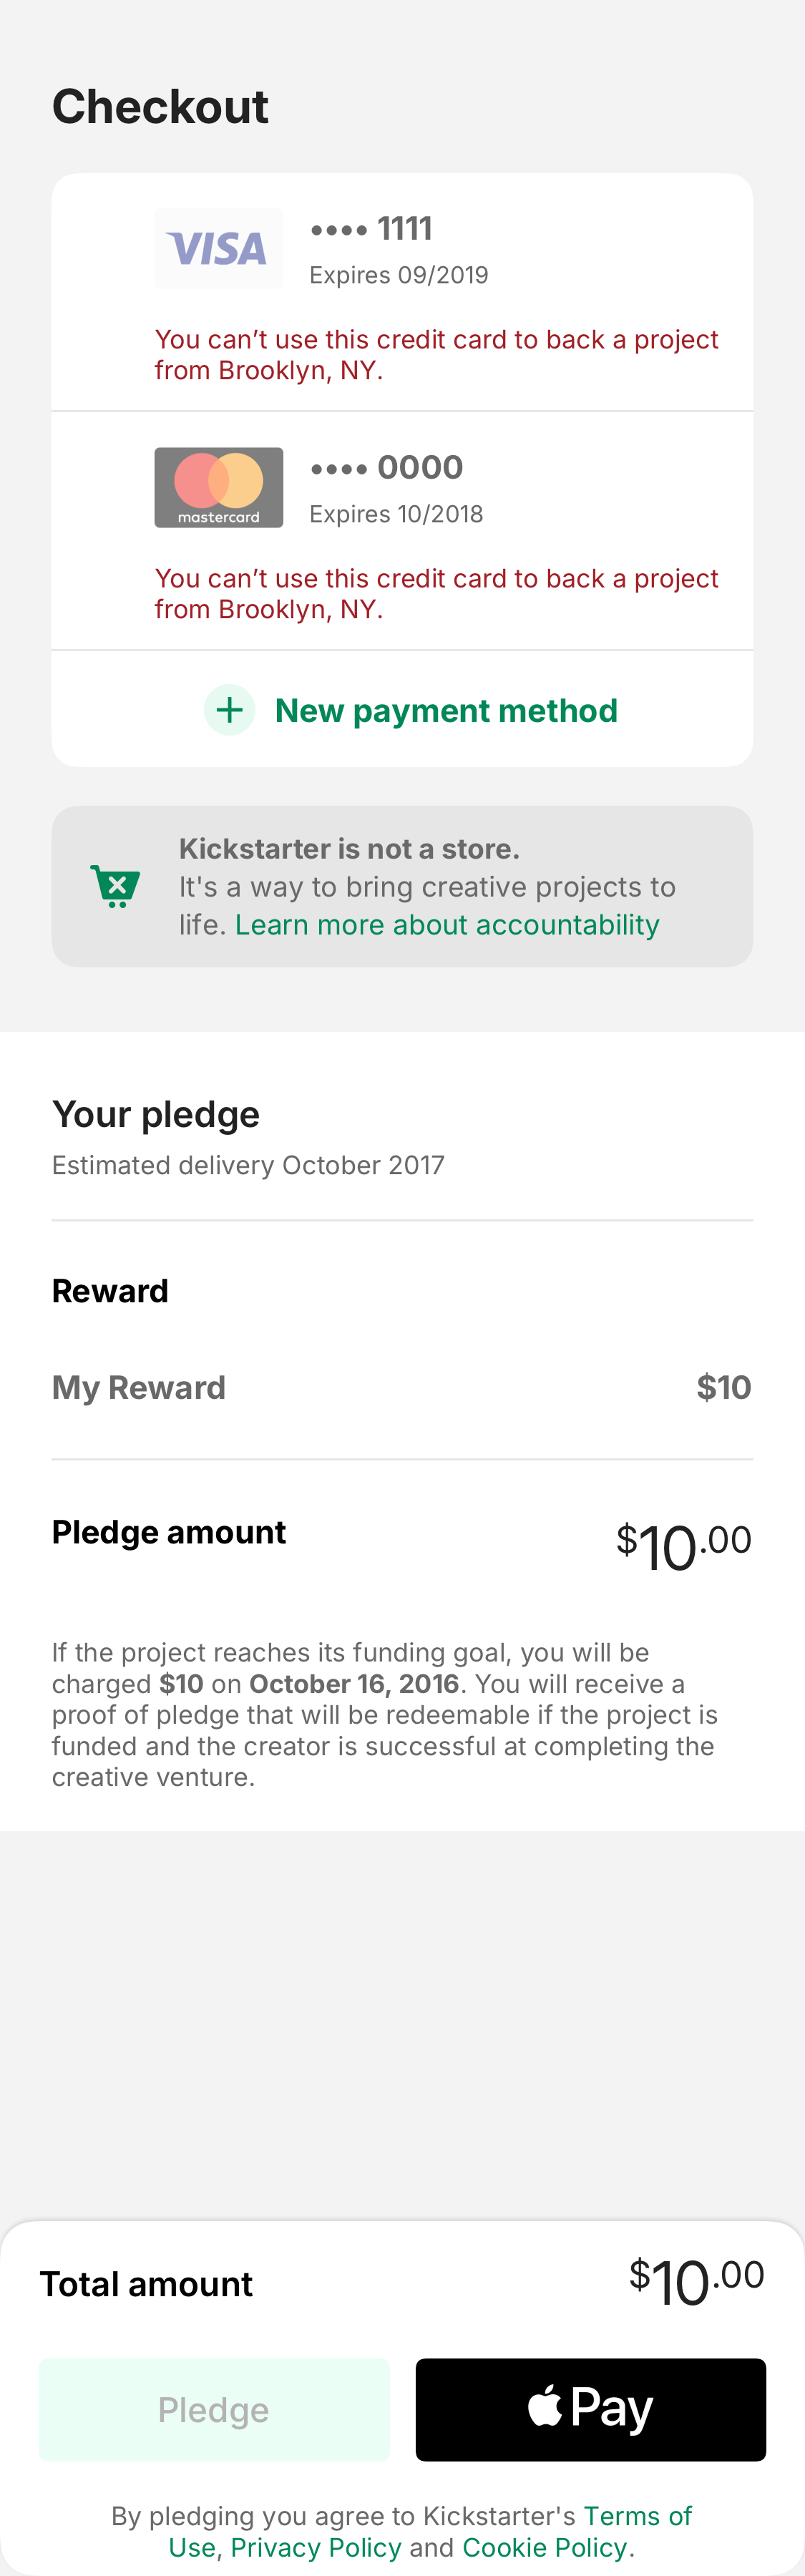 Checkout
VISA
•••• 1111
Expires 09/2019
You can’t use this credit card to back a project
from Brooklyn, NY.
mastercard
•••• 0000
Expires 10/2018
You can’t use this credit card to back a project
from Brooklyn, NY.
New payment method
Kickstarter is not a store.
It's a way to bring creative projects to
life. Learn more about accountability
Your pledge
Estimated delivery October 2017
Reward
My Reward $10
Pledge amount $10.00
If the project reaches its funding goal, you will be
charged $10 on October 16, 2016. You will receive a
proof of pledge that will be redeemable if the project is
funded and the creator is successful at completing the
creative venture.
Total amount $10.00
Pledge
Pay
By pledging you agree to Kickstarter's Terms of
Use, Privacy Policy and Cookie Policy.